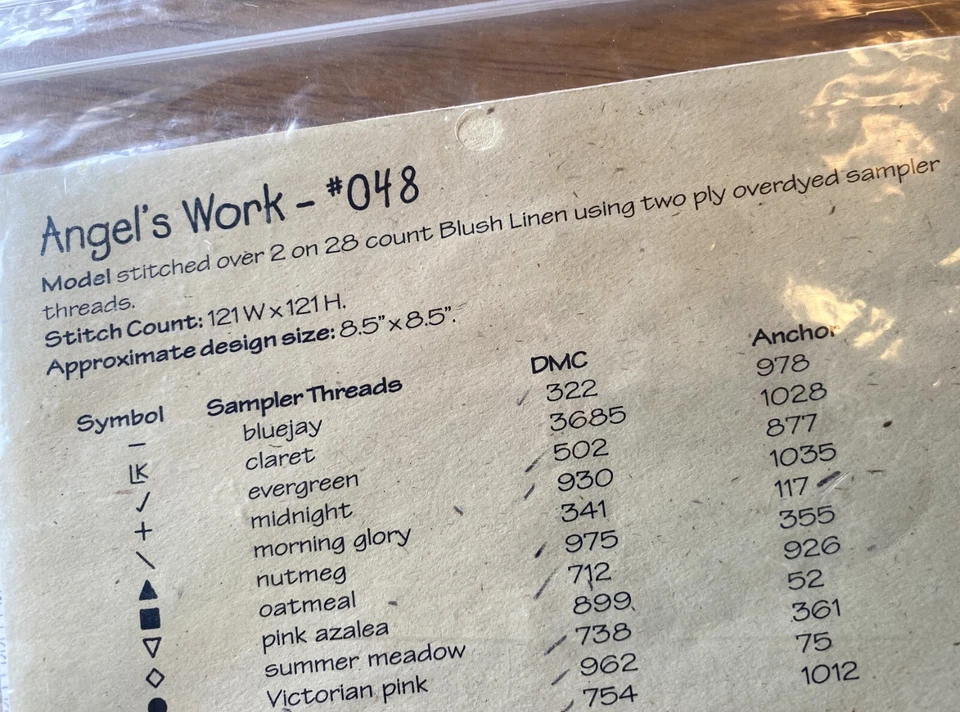 Angel's Work - #048
Model stitched over 2 on 28 count Blush Linen using two ply overdyed sampler
threads.
Stitch Count: 121 W x 121 H.
Approximate design size: 8.5" x 8.5".
Symbol Sampler Threads DMC Anchor
– bluejay 322 978
LK claret 3685 1028
✓ evergreen 502 877
+ midnight 930 1035
\ morning glory 341 117
▲ nutmeg 975 355
■ oatmeal 712 926
▽ pink azalea 899 52
◇ summer meadow 738 361
● Victorian pink 962 75
754 1012